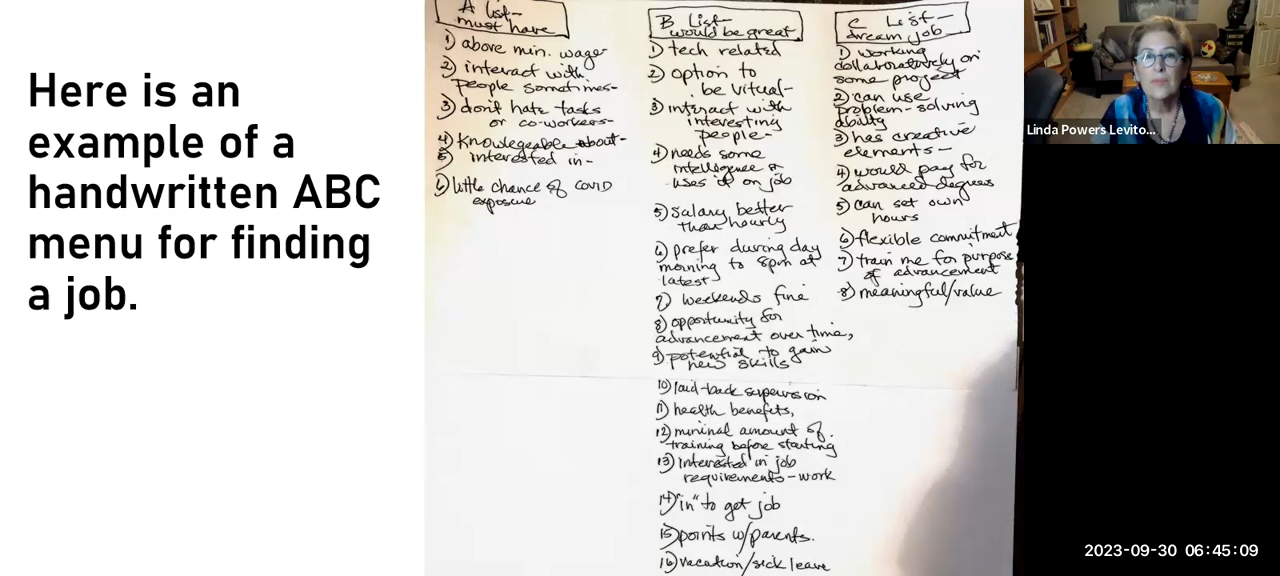 Here is an
example of a
handwritten ABC
menu for finding
a job.
A List-
must have
1) above min. wage
2) interact with
people sometimes-
3) don't hate tasks
or co-workers-
4) Knowlegeable about-
5) interested in-
6) little chance of COVID
exposure
B List-
would be great
1) tech related
2) option to
be vitual-
3) interact with
interesting
people-
4) needs some
intelligence &
uses it on job
5) salary better
than hourly
6) prefer during day
morning to 8pm at
latest
7) weekends fine
8) opportunity for
advancement over time,
9) potential to gain
new skills
10) laid-back supervision
11) health benefits,
12) mininal amount of
training before starting
13) interested in job
requirements-work
14) "in" to get job
15) points w/parents.
16) vacation/sick leave
C List-
dream job
1) working
collaboratively on
some project
2) can use
problem-solving
ability
3) has creative
elements-
4) would pay for
advanced degrees
5) can set own
hours
6) flexible commitment
7) train me for purpose
of advancement
8) meaningful/value
Linda Powers Levito...
2023-09-30 06:45:09